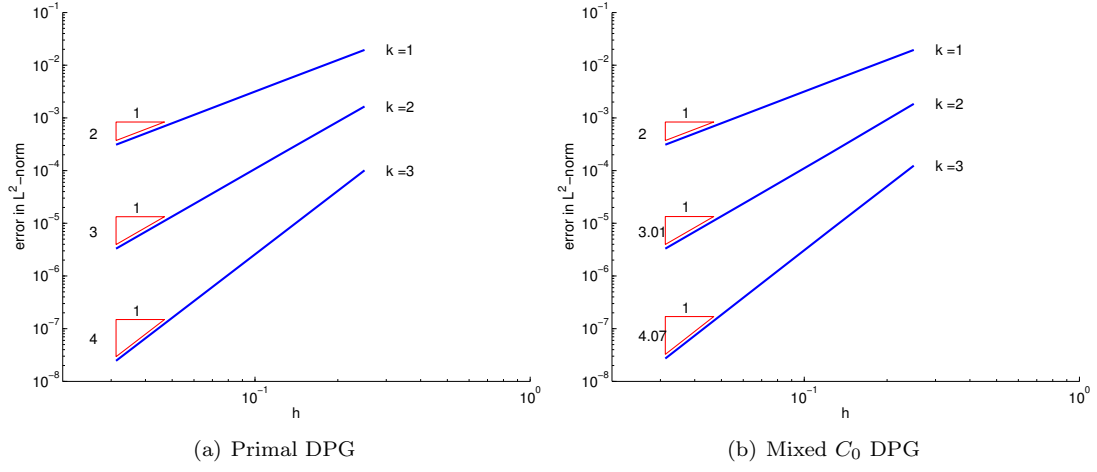 10^{-1}
10^{-2}
10^{-3}
10^{-4}
10^{-5}
10^{-6}
10^{-7}
10^{-8}
error in L^2−norm
k =1
k =2
k =3
1
2
1
3
1
4
10^{-1}
10^0
h
(a) Primal DPG
10^{-1}
10^{-2}
10^{-3}
10^{-4}
10^{-5}
10^{-6}
10^{-7}
10^{-8}
error in L^2−norm
k =1
k =2
k =3
1
2
1
3.01
1
4.07
10^{-1}
10^0
h
(b) Mixed C_0 DPG